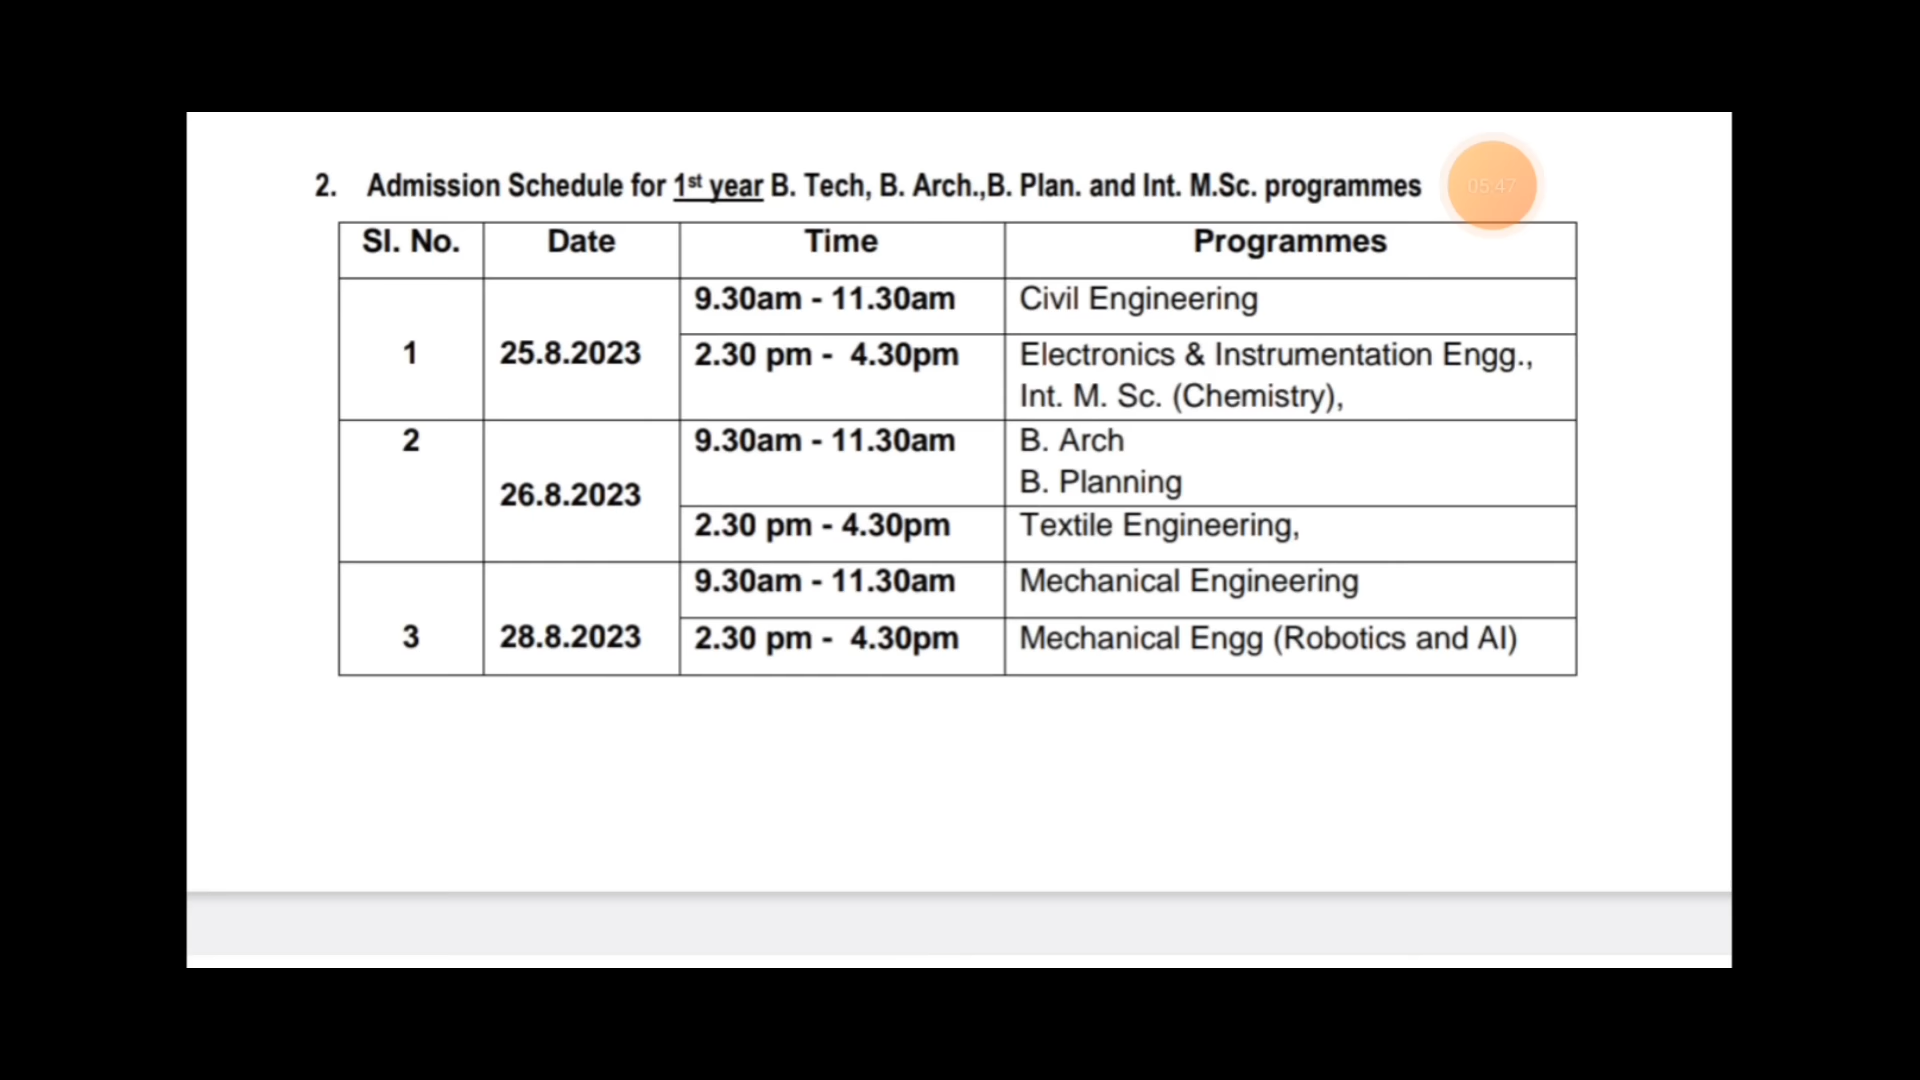 2. Admission Schedule for 1st year B. Tech, B. Arch.,B. Plan. and Int. M.Sc. programmes
05:47
Sl. No. Date Time Programmes
9.30am - 11.30am Civil Engineering
1 25.8.2023 2.30 pm - 4.30pm Electronics & Instrumentation Engg.,
Int. M. Sc. (Chemistry),
2 9.30am - 11.30am B. Arch
B. Planning
26.8.2023
2.30 pm - 4.30pm Textile Engineering,
9.30am - 11.30am Mechanical Engineering
3 28.8.2023 2.30 pm - 4.30pm Mechanical Engg (Robotics and AI)